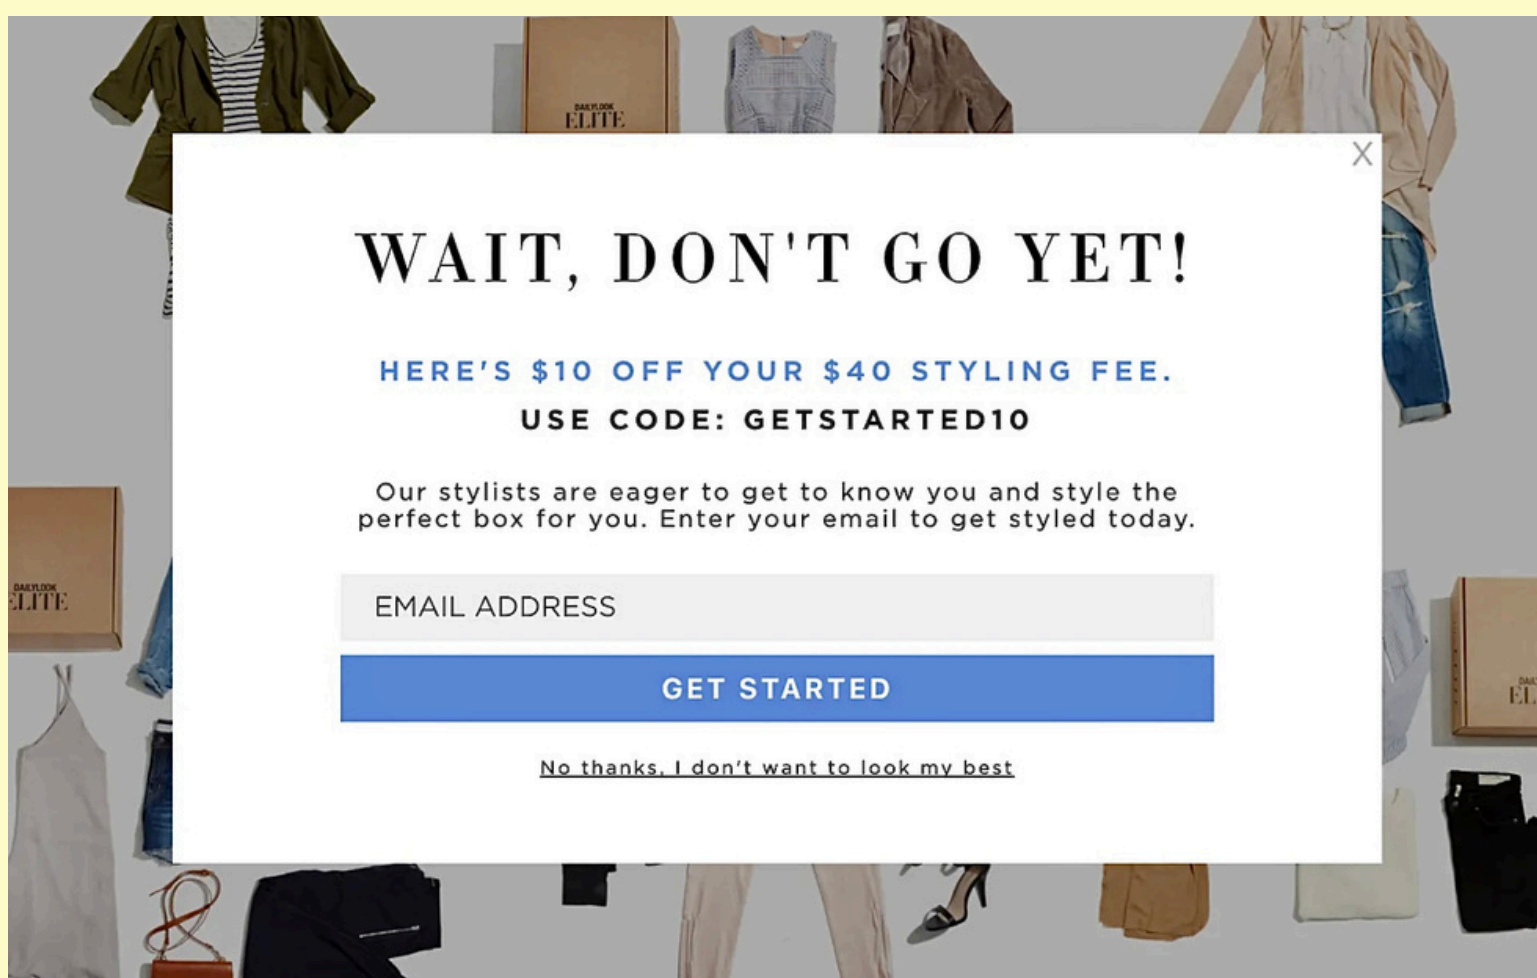 DAILYLOOK
ELITE
X
WAIT, DON'T GO YET!
HERE'S $10 OFF YOUR $40 STYLING FEE.
USE CODE: GETSTARTED10
Our stylists are eager to get to know you and style the
perfect box for you. Enter your email to get styled today.
DAILYLOOK
ELITE
EMAIL ADDRESS
GET STARTED
No thanks, I don't want to look my best